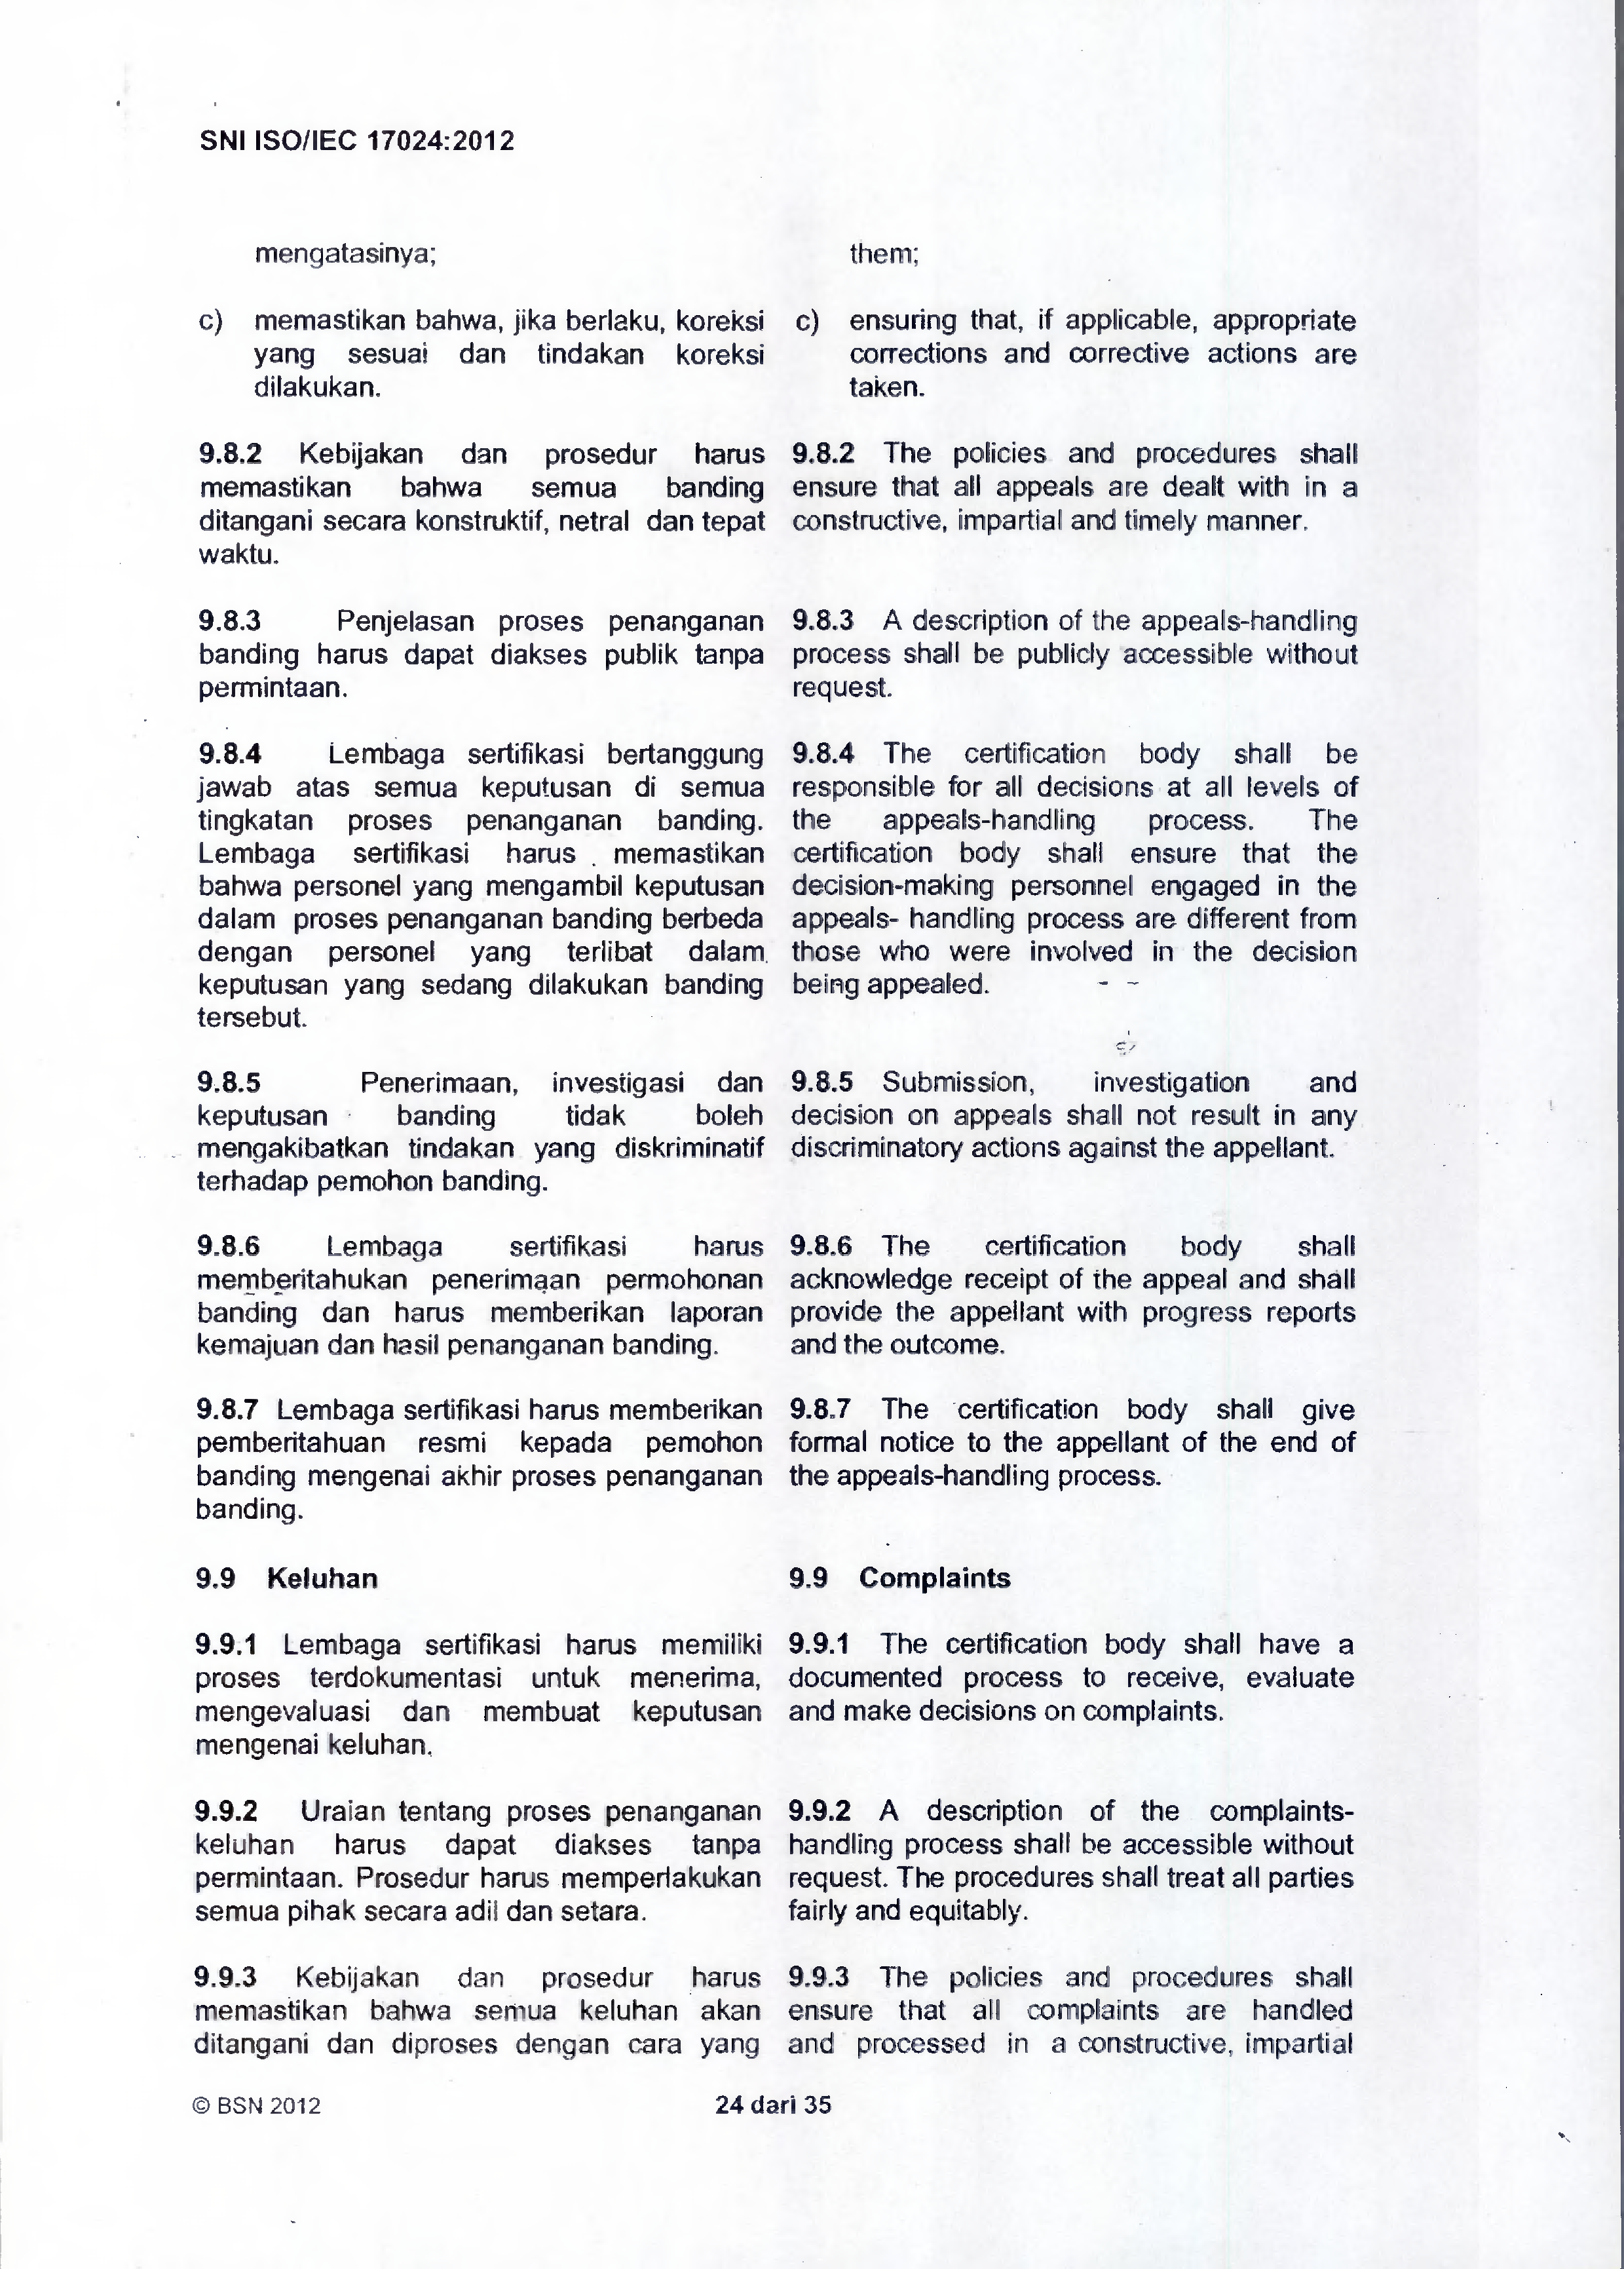 SNI ISO/IEC 17024:2012
mengatasinya;
c) memastikan bahwa, jika berlaku, koreksi
yang sesuai dan tindakan koreksi
dilakukan.
9.8.2 Kebijakan dan prosedur harus
memastikan bahwa semua banding
ditangani secara konstruktif, netral dan tepat
waktu.
9.8.3 Penjelasan proses penanganan
banding harus dapat diakses publik tanpa
permintaan.
9.8.4 Lembaga sertifikasi bertanggung
jawab atas semua keputusan di semua
tingkatan proses penanganan banding.
Lembaga sertifikasi harus memastikan
bahwa personel yang mengambil keputusan
dalam proses penanganan banding berbeda
dengan personel yang terlibat dalam
keputusan yang sedang dilakukan banding
tersebut.
9.8.5 Penerimaan, investigasi dan
keputusan banding tidak boleh
mengakibatkan tindakan yang diskriminatif
terhadap pemohon banding.
9.8.6 Lembaga sertifikasi harus
memberitahukan penerimaan permohonan
banding dan harus memberikan laporan
kemajuan dan hasil penanganan banding.
9.8.7 Lembaga sertifikasi harus memberikan
pemberitahuan resmi kepada pemohon
banding mengenai akhir proses penanganan
banding.
9.9 Keluhan
9.9.1 Lembaga sertifikasi harus memiliki
proses terdokumentasi untuk menerima,
mengevaluasi dan membuat keputusan
mengenai keluhan.
9.9.2 Uraian tentang proses penanganan
keluhan harus dapat diakses tanpa
permintaan. Prosedur harus memperlakukan
semua pihak secara adil dan setara.
9.9.3 Kebijakan dan prosedur harus
memastikan bahwa semua keluhan akan
ditangani dan diproses dengan cara yang
them;
c) ensuring that, if applicable, appropriate
corrections and corrective actions are
taken.
9.8.2 The policies and procedures shall
ensure that all appeals are dealt with in a
constructive, impartial and timely manner.
9.8.3 A description of the appeals-handling
process shall be publicly accessible without
request.
9.8.4 The certification body shall be
responsible for all decisions at all levels of
the appeals-handling process. The
certification body shall ensure that the
decision-making personnel engaged in the
appeals- handling process are different from
those who were involved in the decision
being appealed.
9.8.5 Submission, investigation and
decision on appeals shall not result in any
discriminatory actions against the appellant.
9.8.6 The certification body shall
acknowledge receipt of the appeal and shall
provide the appellant with progress reports
and the outcome.
9.8.7 The certification body shall give
formal notice to the appellant of the end of
the appeals-handling process.
9.9 Complaints
9.9.1 The certification body shall have a
documented process to receive, evaluate
and make decisions on complaints.
9.9.2 A description of the complaints-
handling process shall be accessible without
request. The procedures shall treat all parties
fairly and equitably.
9.9.3 The policies and procedures shall
ensure that all complaints are handled
and processed in a constructive, impartial
© BSN 2012
24 dari 35